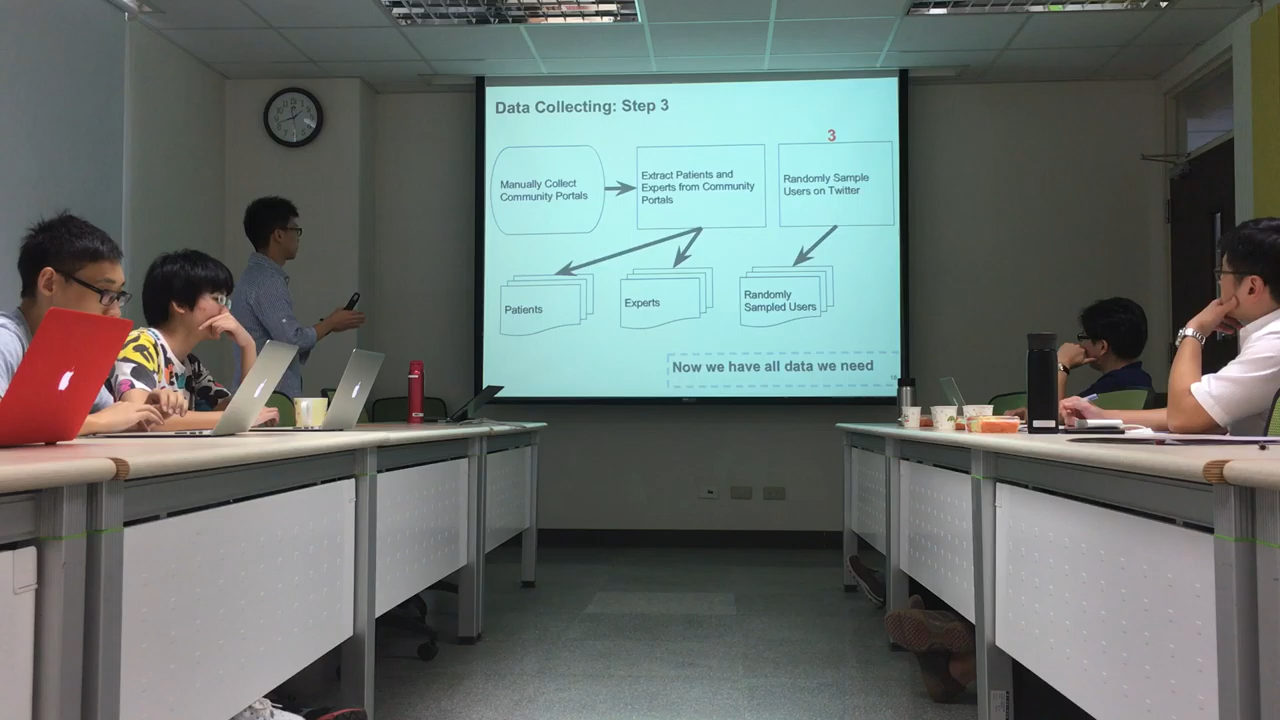 Data Collecting: Step 3
3
Manually Collect
Community Portals
Extract Patients and
Experts from Community
Portals
Randomly Sample
Users on Twitter
Patients
Experts
Randomly
Sampled Users
Now we have all data we need